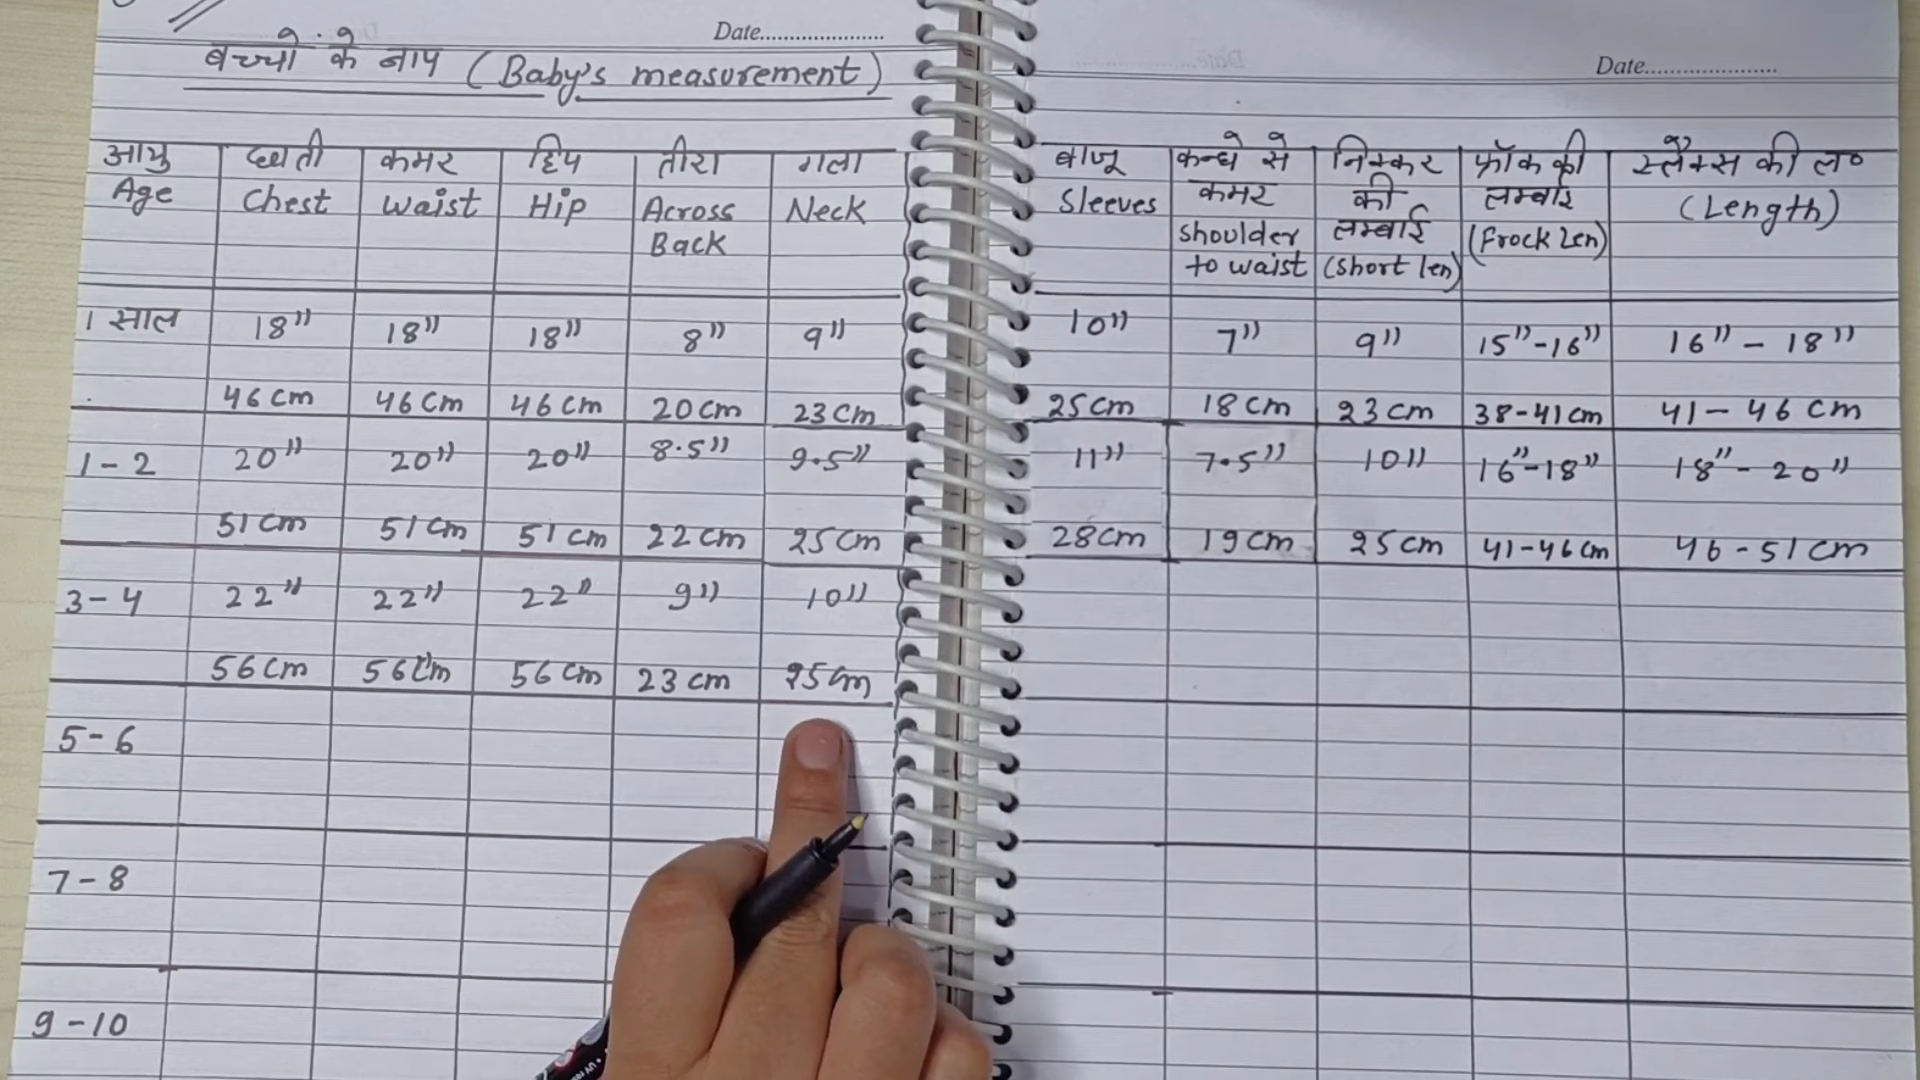 Date....................
बच्चो के नाप (Baby's measurement)
आयु छाती कमर हिप तीरा गला
Age Chest Waist Hip Across Back Neck
1 साल 18" 18" 18" 8" 9"
46 cm 46 cm 46 cm 20 cm 23 cm
1-2 20" 20" 20" 8.5" 9.5"
51 cm 51 cm 51 cm 22 cm 25 cm
3-4 22" 22" 22" 9" 10"
56 cm 56 cm 56 cm 23 cm 25 cm
5-6
7-8
9-10
Date....................
बाजू कन्धे से कमर निक्कर की लम्बाई फ्रॉक की लम्बाई स्लैक्स की ल०
Sleeves shoulder to waist (short len) (Frock Len) (Length)
10" 7" 9" 15"-16" 16" - 18"
25 cm 18 cm 23 cm 38-41 cm 41 - 46 cm
11" 7.5" 10" 16"-18" 18" - 20"
28 cm 19 cm 25 cm 41-46 cm 46 - 51 cm